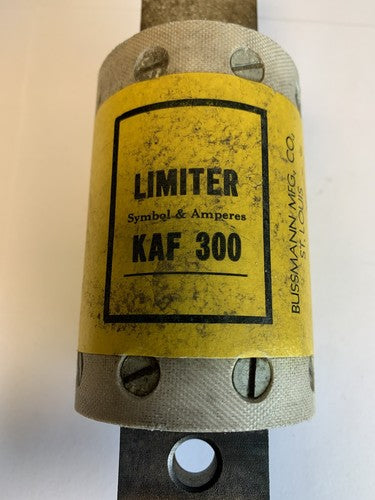 LIMITER
Symbol & Amperes
KAF 300
BUSSMANN MFG. CO.
ST. LOUIS